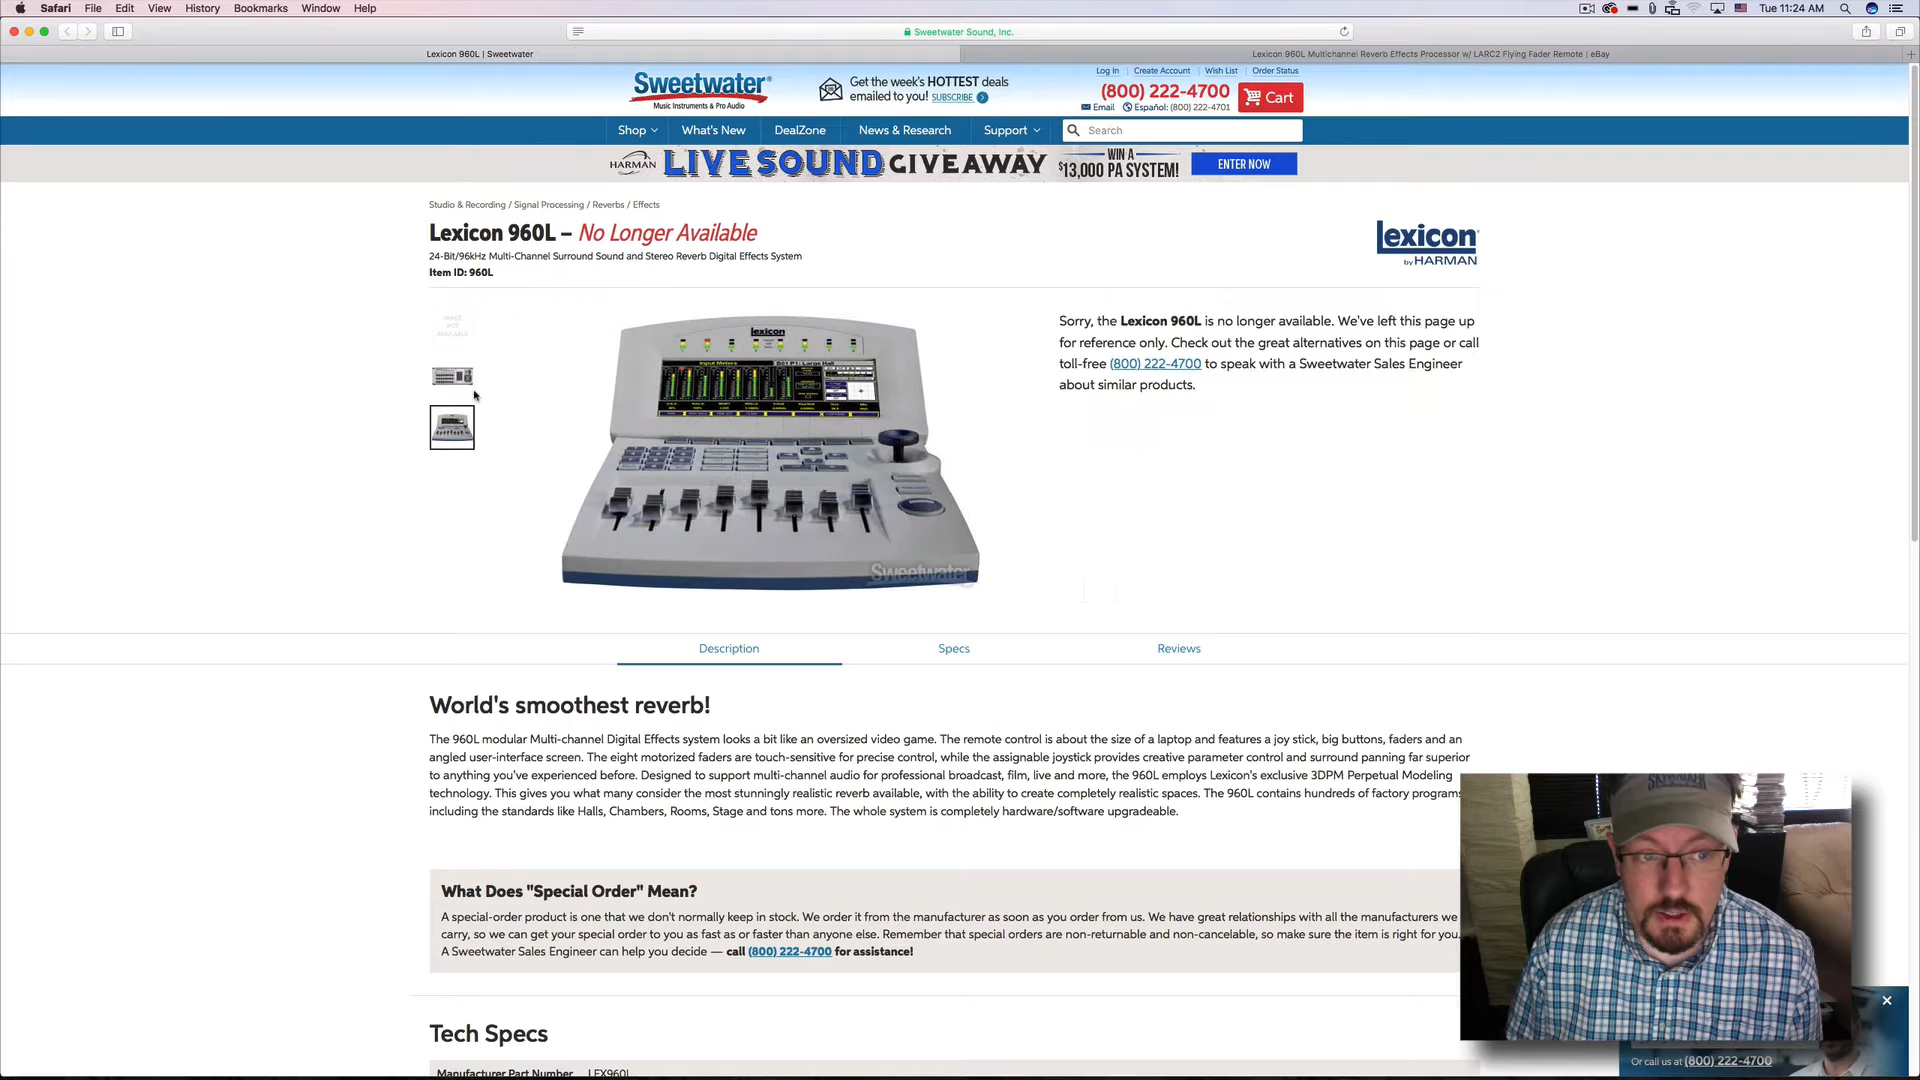 Safari File Edit View History Bookmarks Window Help
Tue 11:24 AM
Sweetwater Sound, Inc.
Lexicon 960L | Sweetwater
Lexicon 960L Multichannel Reverb Effects Processor w/ LARC2 Flying Fader Remote | eBay
Sweetwater
Music Instruments & Pro Audio
Get the week's HOTTEST deals
emailed to you! SUBSCRIBE
Log In Create Account Wish List Order Status
(800) 222-4700
Email Español: (800) 222-4701
Cart
Shop What's New DealZone News & Research Support Search
HARMAN LIVE SOUND GIVEAWAY
WIN A
$13,000 PA SYSTEM!
ENTER NOW
Studio & Recording / Signal Processing / Reverbs / Effects
Lexicon 960L – No Longer Available
24-Bit/96kHz Multi-Channel Surround Sound and Stereo Reverb Digital Effects System
Item ID: 960L
lexicon
by HARMAN
IMAGE
NOT
AVAILABLE
lexicon
Input Meters
Sweetwater
Sorry, the Lexicon 960L is no longer available. We've left this page up
for reference only. Check out the great alternatives on this page or call
toll-free (800) 222-4700 to speak with a Sweetwater Sales Engineer
about similar products.
Description Specs Reviews
World's smoothest reverb!
The 960L modular Multi-channel Digital Effects system looks a bit like an oversized video game. The remote control is about the size of a laptop and features a joy stick, big buttons, faders and an
angled user-interface screen. The eight motorized faders are touch-sensitive for precise control, while the assignable joystick provides creative parameter control and surround panning far superior
to anything you've experienced before. Designed to support multi-channel audio for professional broadcast, film, live and more, the 960L employs Lexicon's exclusive 3DPM Perpetual Modeling
technology. This gives you what many consider the most stunningly realistic reverb available, with the ability to create completely realistic spaces. The 960L contains hundreds of factory programs
including the standards like Halls, Chambers, Rooms, Stage and tons more. The whole system is completely hardware/software upgradeable.
What Does "Special Order" Mean?
A special-order product is one that we don't normally keep in stock. We order it from the manufacturer as soon as you order from us. We have great relationships with all the manufacturers we
carry, so we can get your special order to you as fast as or faster than anyone else. Remember that special orders are non-returnable and non-cancelable, so make sure the item is right for you.
A Sweetwater Sales Engineer can help you decide — call (800) 222-4700 for assistance!
Tech Specs
Manufacturer Part Number LEX960L
Or call us at (800) 222-4700